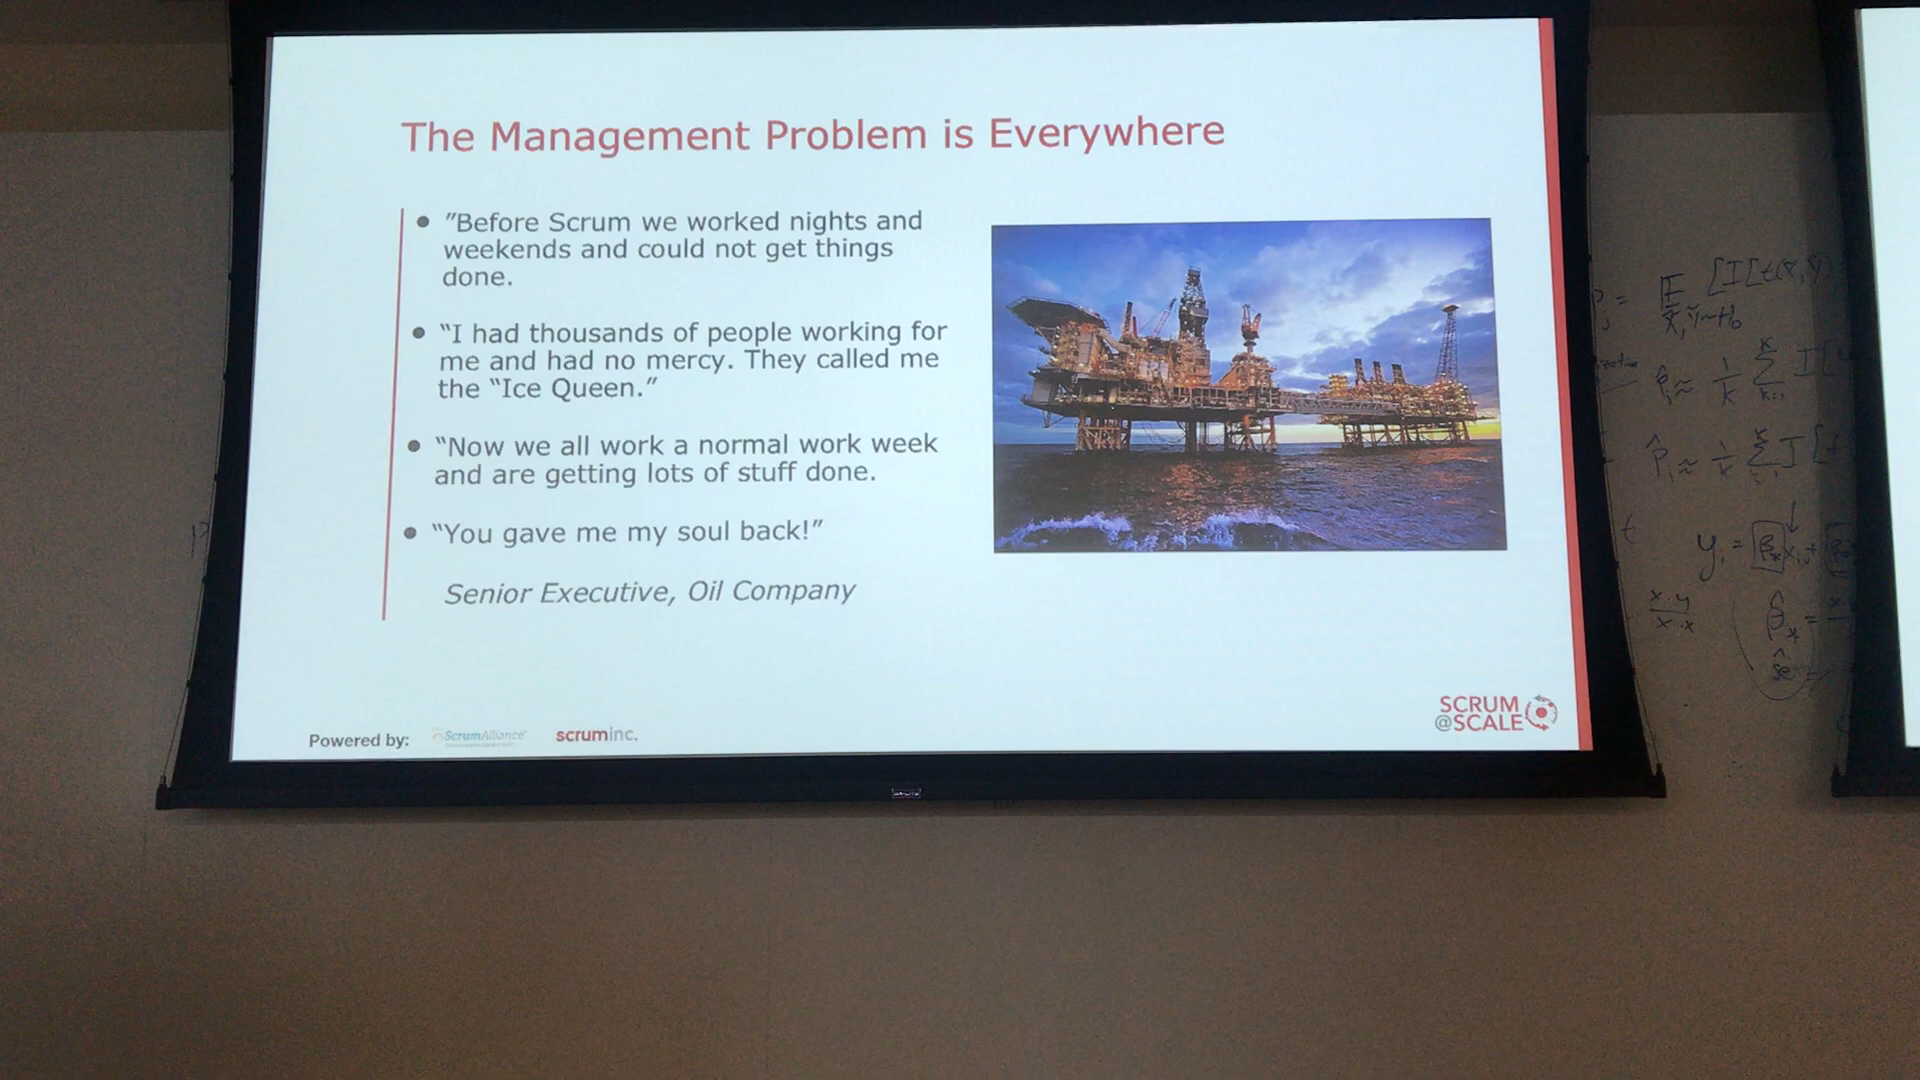 The Management Problem is Everywhere
• "Before Scrum we worked nights and
weekends and could not get things
done.
• “I had thousands of people working for
me and had no mercy. They called me
the “Ice Queen.”
• “Now we all work a normal work week
and are getting lots of stuff done.
• “You gave me my soul back!”
Senior Executive, Oil Company
Powered by:
ScrumAlliance
scruminc.
SCRUM
@SCALE
x·y
x·x